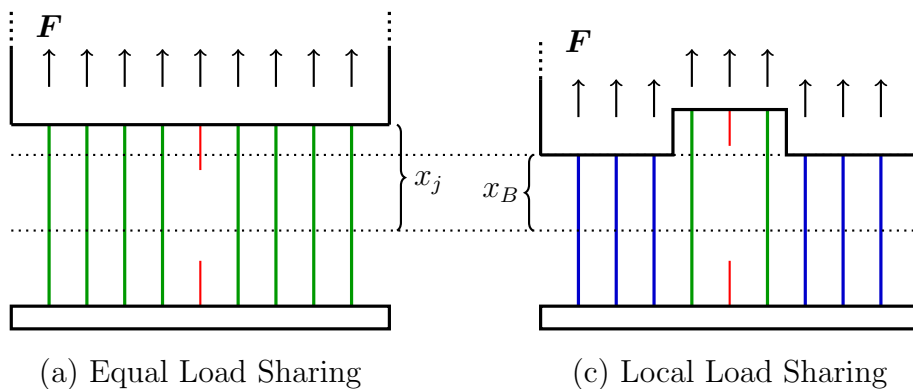 F
F
x_j
x_B
(a) Equal Load Sharing
(c) Local Load Sharing